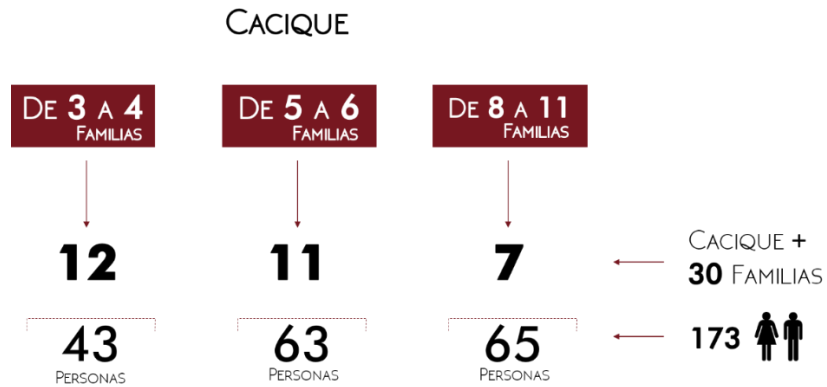 CACIQUE
DE 3 A 4
FAMILIAS
DE 5 A 6
FAMILIAS
DE 8 A 11
FAMILIAS
12
11
7
CACIQUE +
30 FAMILIAS
43
PERSONAS
63
PERSONAS
65
PERSONAS
173